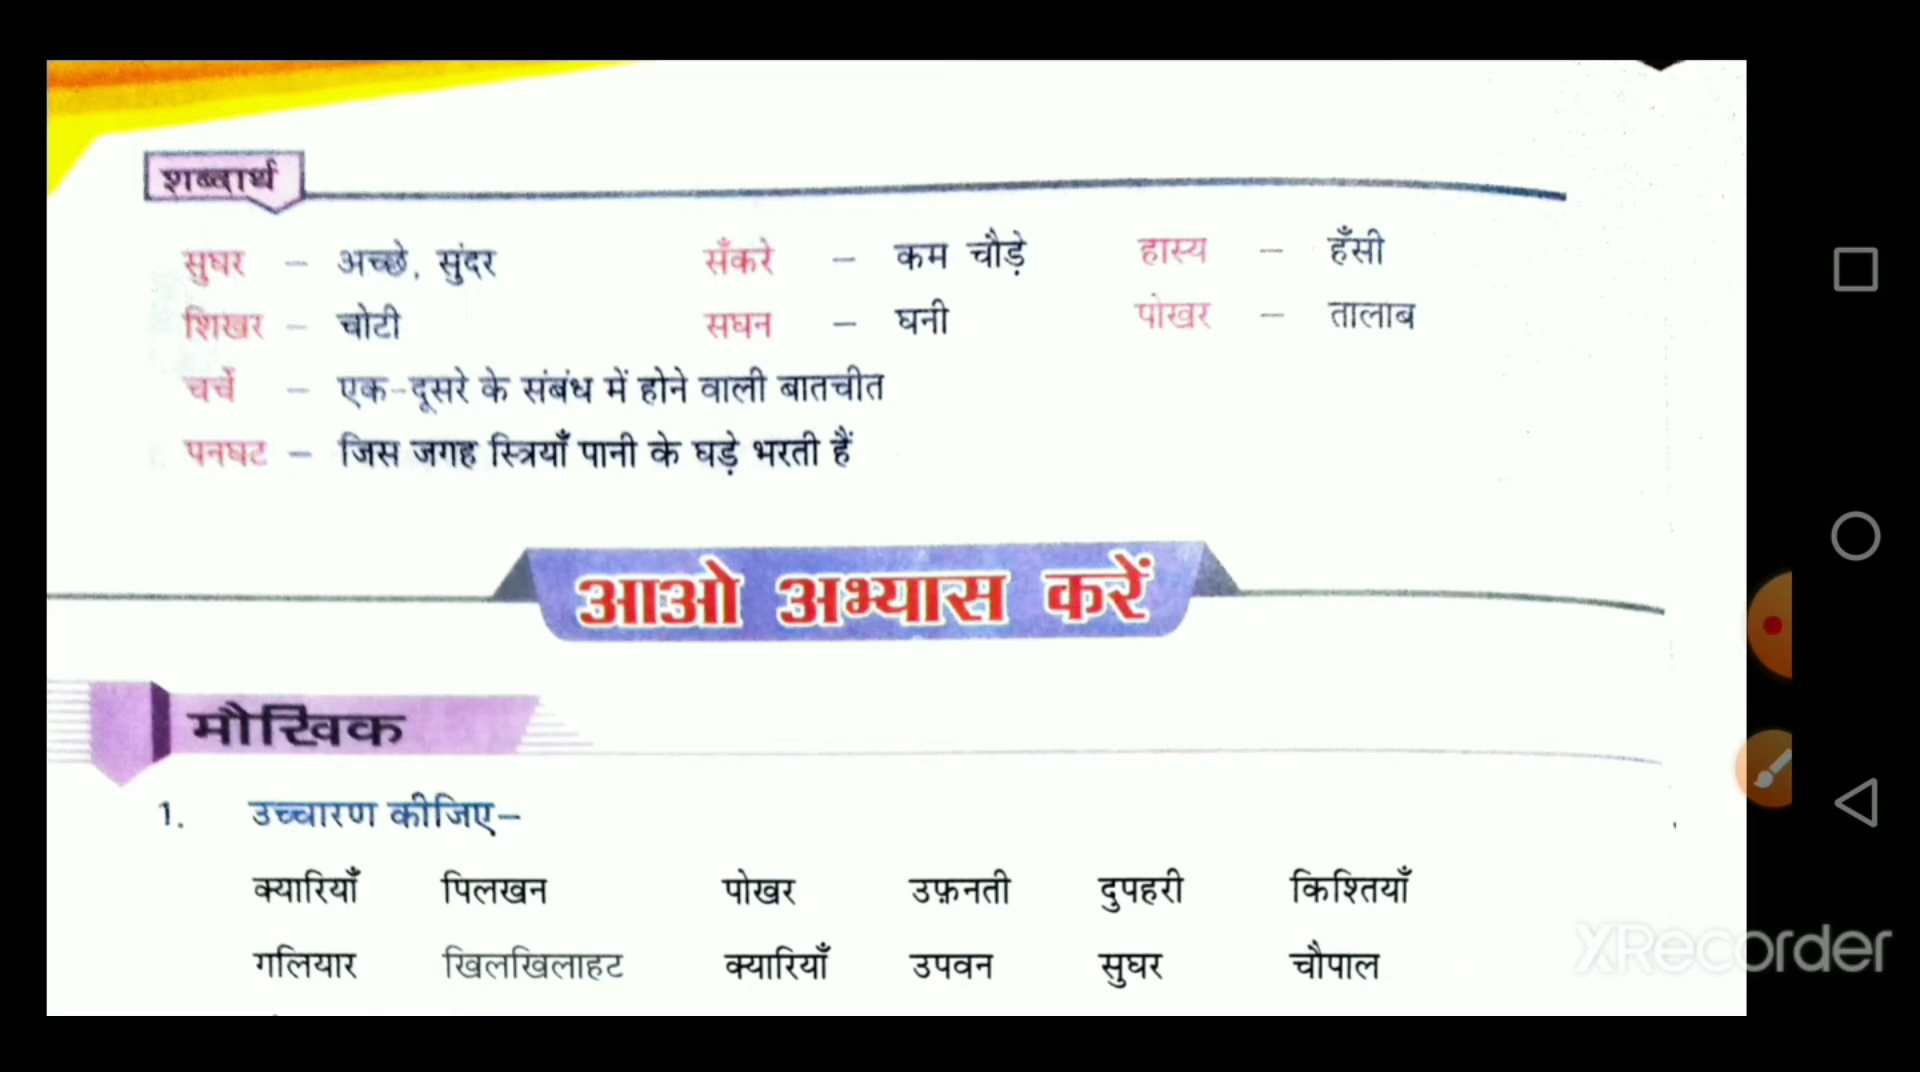 शब्दार्थ
सुघर – अच्छे, सुंदर सँकरे – कम चौड़े हास्य – हँसी
शिखर – चोटी सघन – घनी पोखर – तालाब
चर्चे – एक-दूसरे के संबंध में होने वाली बातचीत
पनघट – जिस जगह स्त्रियाँ पानी के घड़े भरती हैं
आओ अभ्यास करें
मौखिक
1. उच्चारण कीजिए–
क्यारियाँ पिलखन पोखर उफ़नती दुपहरी किश्तियाँ
गलियार खिलखिलाहट क्यारियाँ उपवन सुघर चौपाल
XRecorder